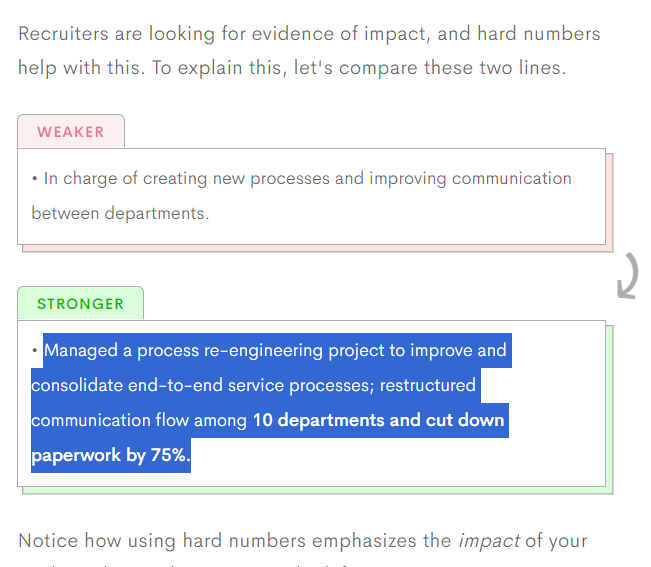 Recruiters are looking for evidence of impact, and hard numbers
help with this. To explain this, let's compare these two lines.
WEAKER
• In charge of creating new processes and improving communication
between departments.
STRONGER
• Managed a process re-engineering project to improve and
consolidate end-to-end service processes; restructured
communication flow among 10 departments and cut down
paperwork by 75%.
Notice how using hard numbers emphasizes the impact of your